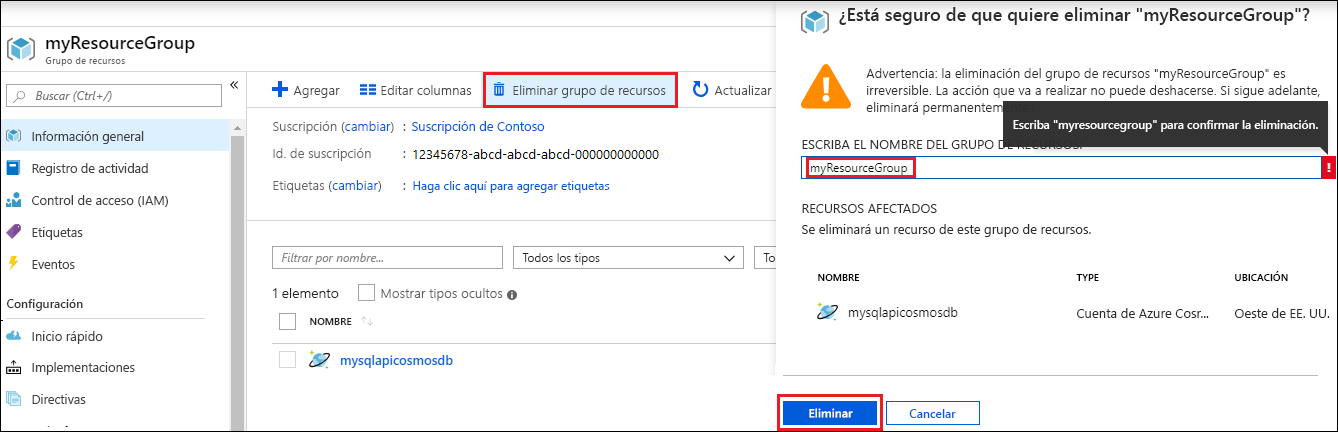 myResourceGroup
Grupo de recursos
Buscar (Ctrl+/)
Información general
Registro de actividad
Control de acceso (IAM)
Etiquetas
Eventos
Configuración
Inicio rápido
Implementaciones
Directivas
Agregar
Editar columnas
Eliminar grupo de recursos
Actualizar
Suscripción (cambiar) : Suscripción de Contoso
Id. de suscripción : 12345678-abcd-abcd-abcd-000000000000
Etiquetas (cambiar) : Haga clic aquí para agregar etiquetas
Filtrar por nombre...
Todos los tipos
To
1 elemento
Mostrar tipos ocultos
NOMBRE
mysqlapicosmosdb
¿Está seguro de que quiere eliminar "myResourceGroup"?
Advertencia: la eliminación del grupo de recursos "myResourceGroup" es
irreversible. La acción que va a realizar no puede deshacerse. Si sigue adelante,
eliminará permanenteme
Escriba "myresourcegroup" para confirmar la eliminación.
ESCRIBA EL NOMBRE DEL GRUPO DE RECURSOS:
myResourceGroup
RECURSOS AFECTADOS
Se eliminará un recurso de este grupo de recursos.
NOMBRE TYPE UBICACIÓN
mysqlapicosmosdb Cuenta de Azure Cosr... Oeste de EE. UU.
Eliminar
Cancelar